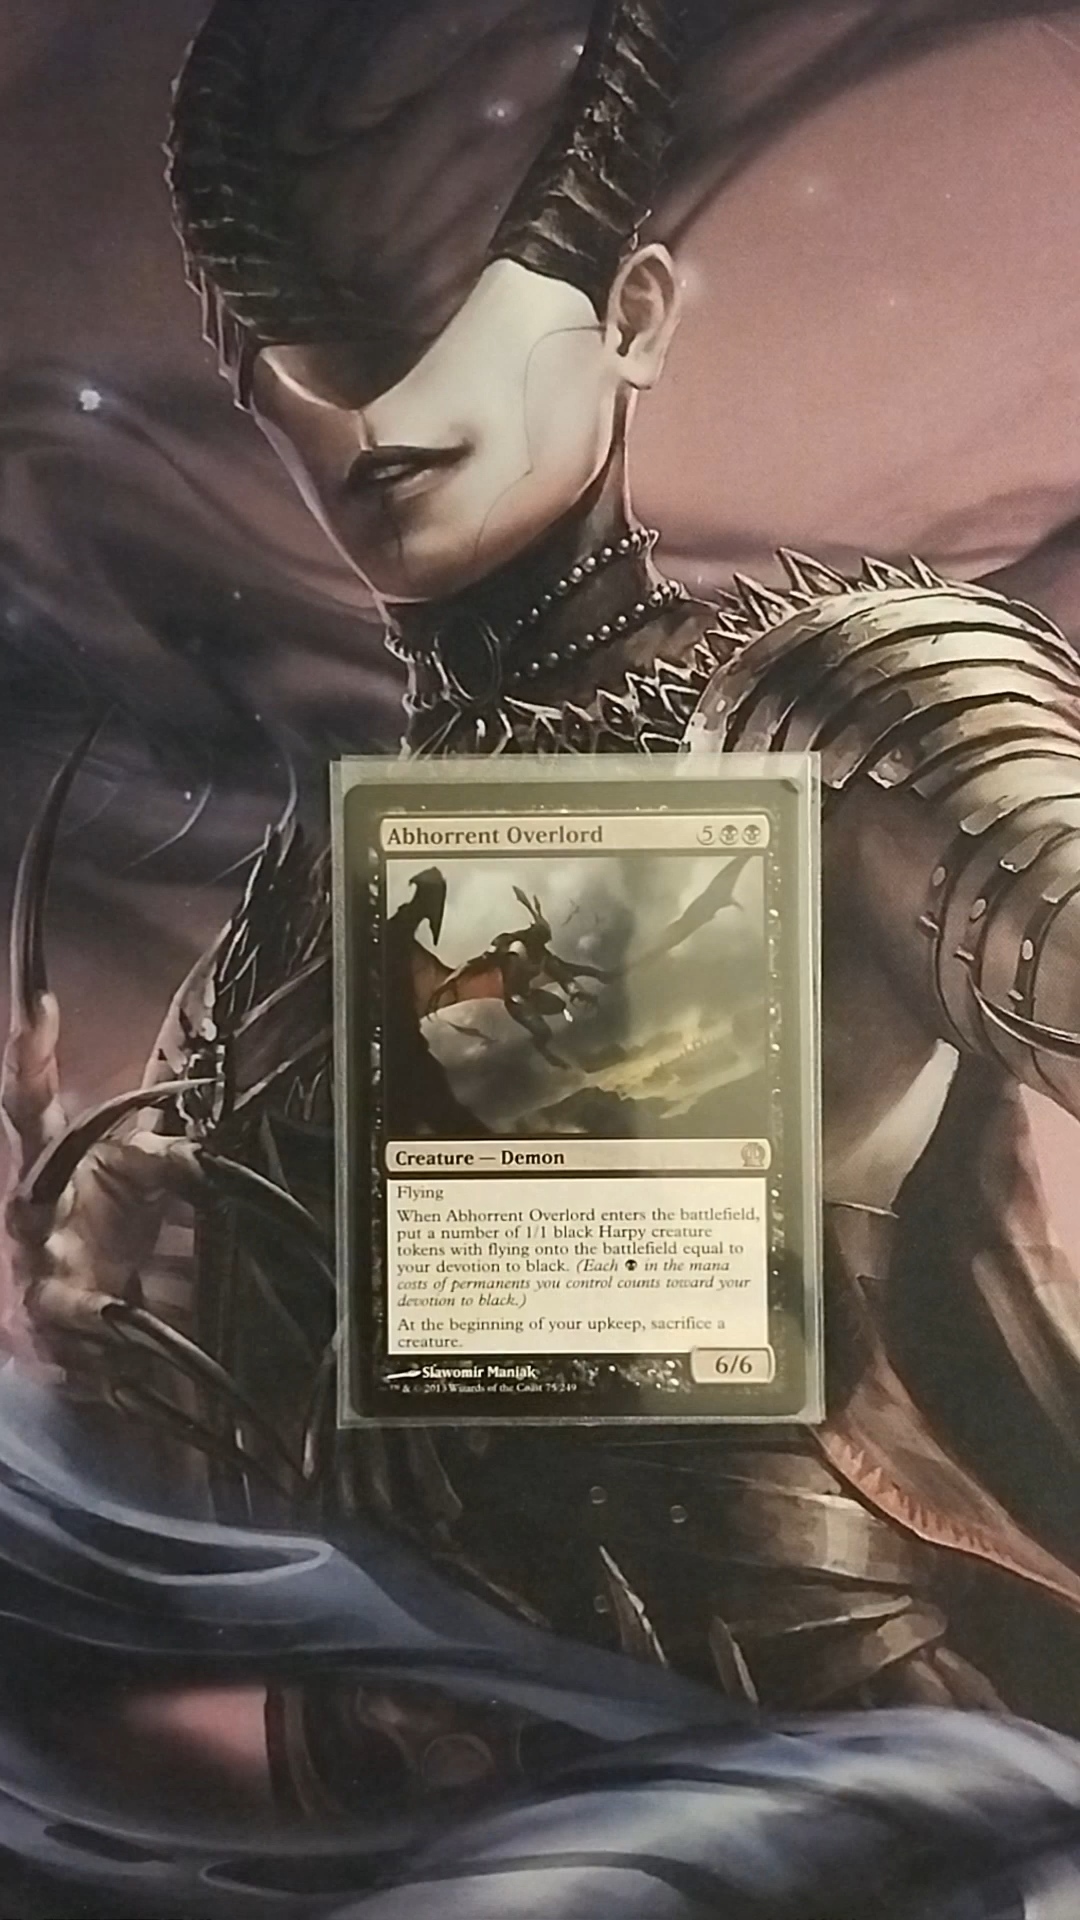 Abhorrent Overlord 5
Creature — Demon
Flying
When Abhorrent Overlord enters the battlefield,
put a number of 1/1 black Harpy creature
tokens with flying onto the battlefield equal to
your devotion to black. (Each in the mana
costs of permanents you control counts toward your
devotion to black.)
At the beginning of your upkeep, sacrifice a
creature.
6/6
Slawomir Maniak
™ & © 2013 Wizards of the Coast 75/249